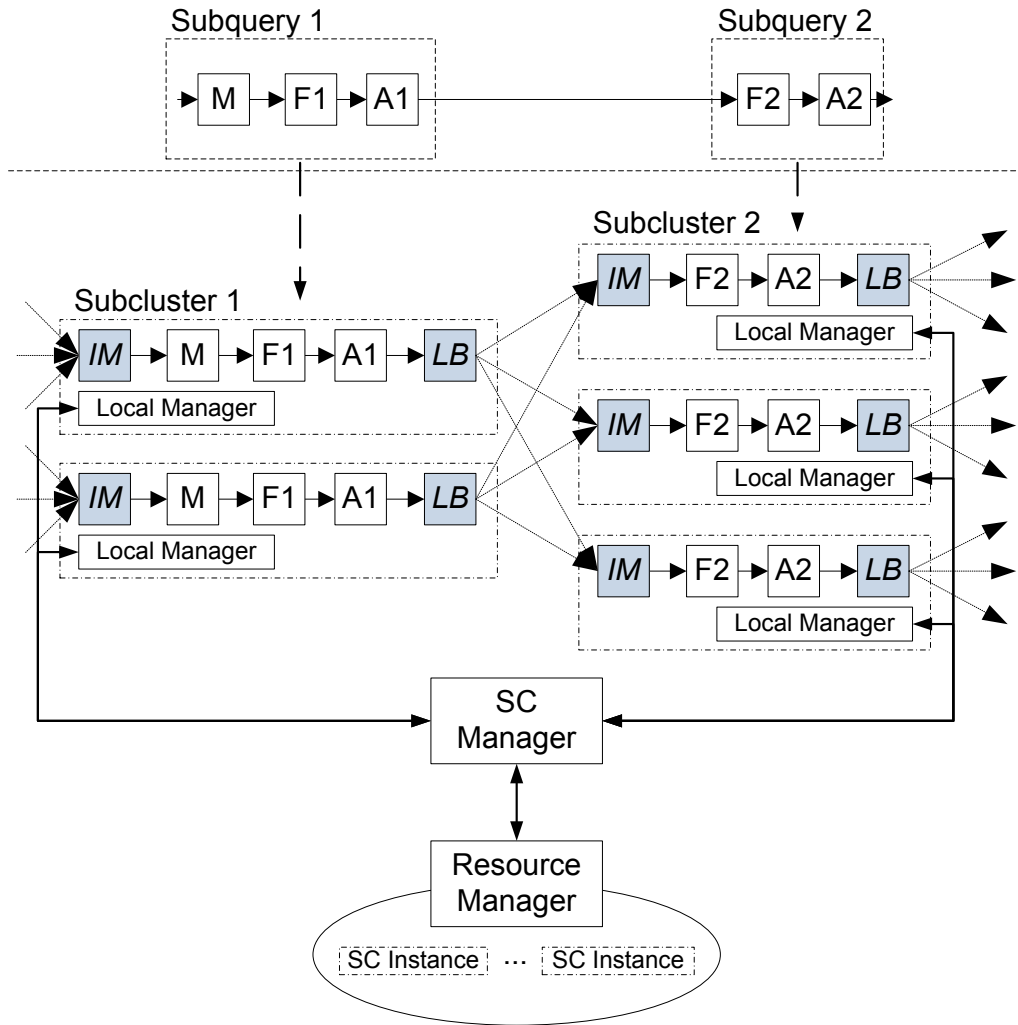 Subquery 1
Subquery 2
M F1 A1
F2 A2
Subcluster 2
IM F2 A2 LB
Local Manager
Subcluster 1
IM M F1 A1 LB
Local Manager
IM F2 A2 LB
Local Manager
IM M F1 A1 LB
Local Manager
IM F2 A2 LB
Local Manager
SC
Manager
Resource
Manager
SC Instance ... SC Instance